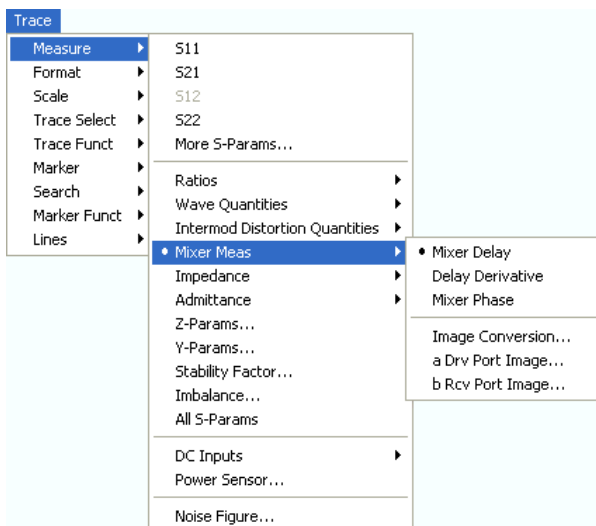 Trace
Measure
Format
Scale
Trace Select
Trace Funct
Marker
Search
Marker Funct
Lines
S11
S21
S12
S22
More S-Params...
Ratios
Wave Quantities
Intermod Distortion Quantities
Mixer Meas
Impedance
Admittance
Z-Params...
Y-Params...
Stability Factor...
Imbalance...
All S-Params
DC Inputs
Power Sensor...
Noise Figure...
Mixer Delay
Delay Derivative
Mixer Phase
Image Conversion...
a Drv Port Image...
b Rcv Port Image...